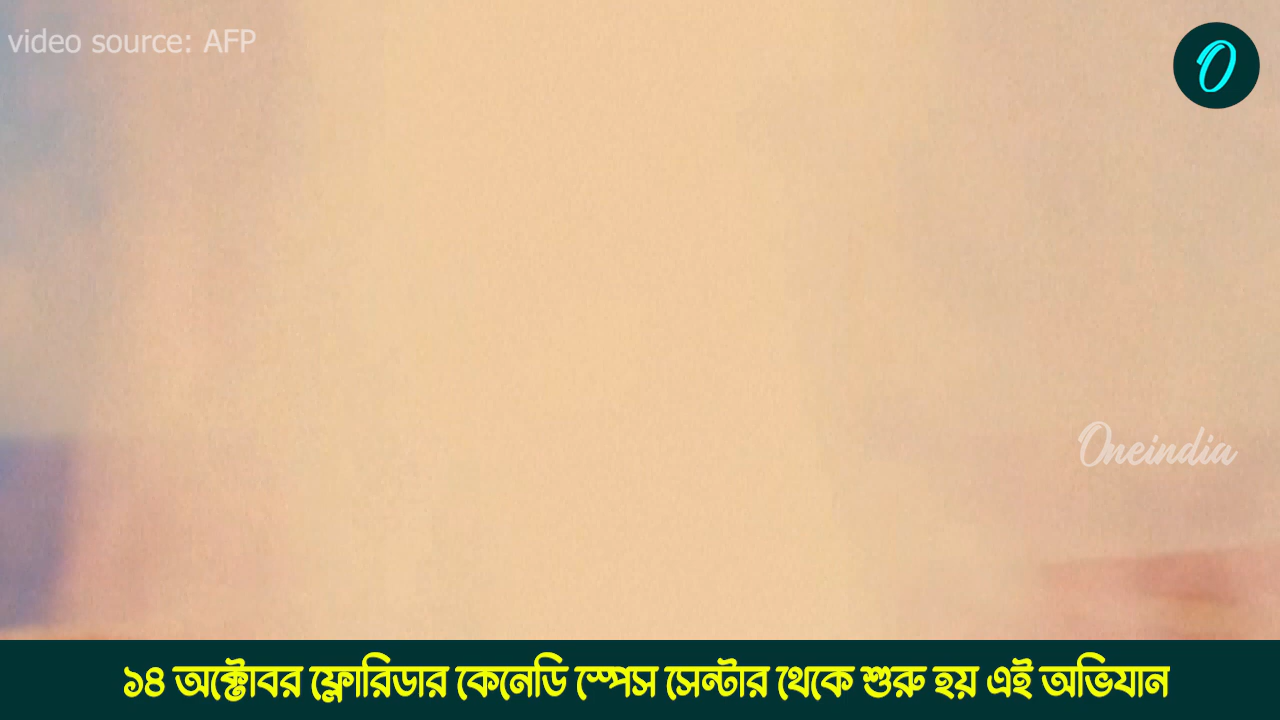 video source: AFP
O
Oneindia
১৪ অক্টোবর ফ্লোরিডার কেনেডি স্পেস সেন্টার থেকে শুরু হয় এই অভিযান